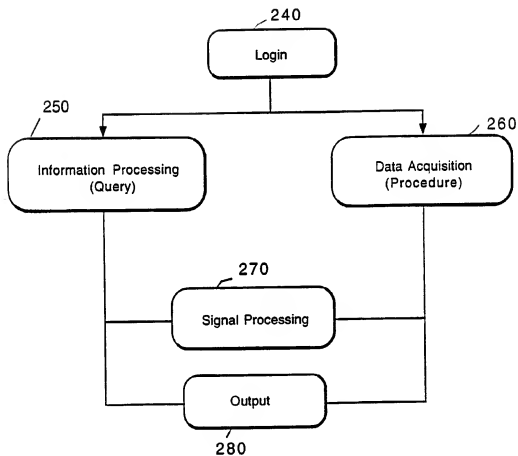 240
Login
250
260
Information Processing
(Query)
Data Acquisition
(Procedure)
270
Signal Processing
Output
280